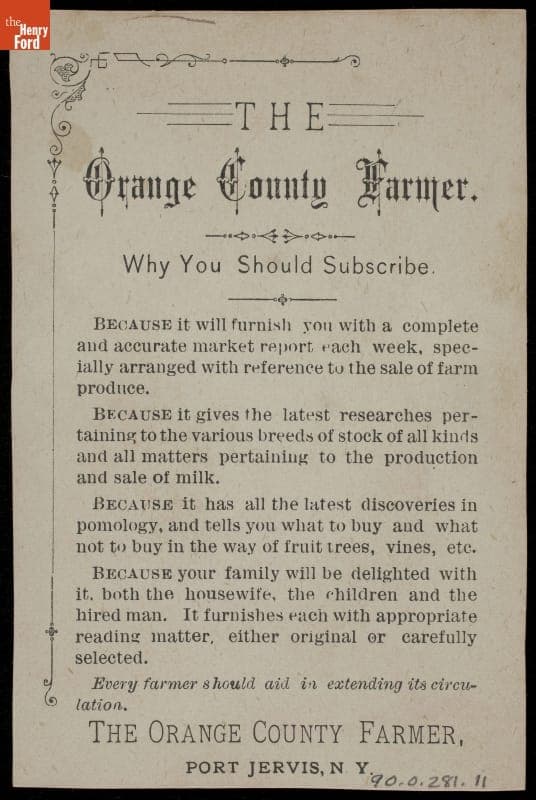 the
Henry
Ford
THE
Orange County Farmer.
Why You Should Subscribe.
BECAUSE it will furnish you with a complete
and accurate market report each week, spec-
ially arranged with reference to the sale of farm
produce.
BECAUSE it gives the latest researches per-
taining to the various breeds of stock of all kinds
and all matters pertaining to the production
and sale of milk.
BECAUSE it has all the latest discoveries in
pomology, and tells you what to buy and what
not to buy in the way of fruit trees, vines, etc.
BECAUSE your family will be delighted with
it, both the housewife, the children and the
hired man. It furnishes each with appropriate
reading matter, either original or carefully
selected.
Every farmer should aid in extending its circu-
lation.
THE ORANGE COUNTY FARMER,
PORT JERVIS, N Y.
90.0.281.11